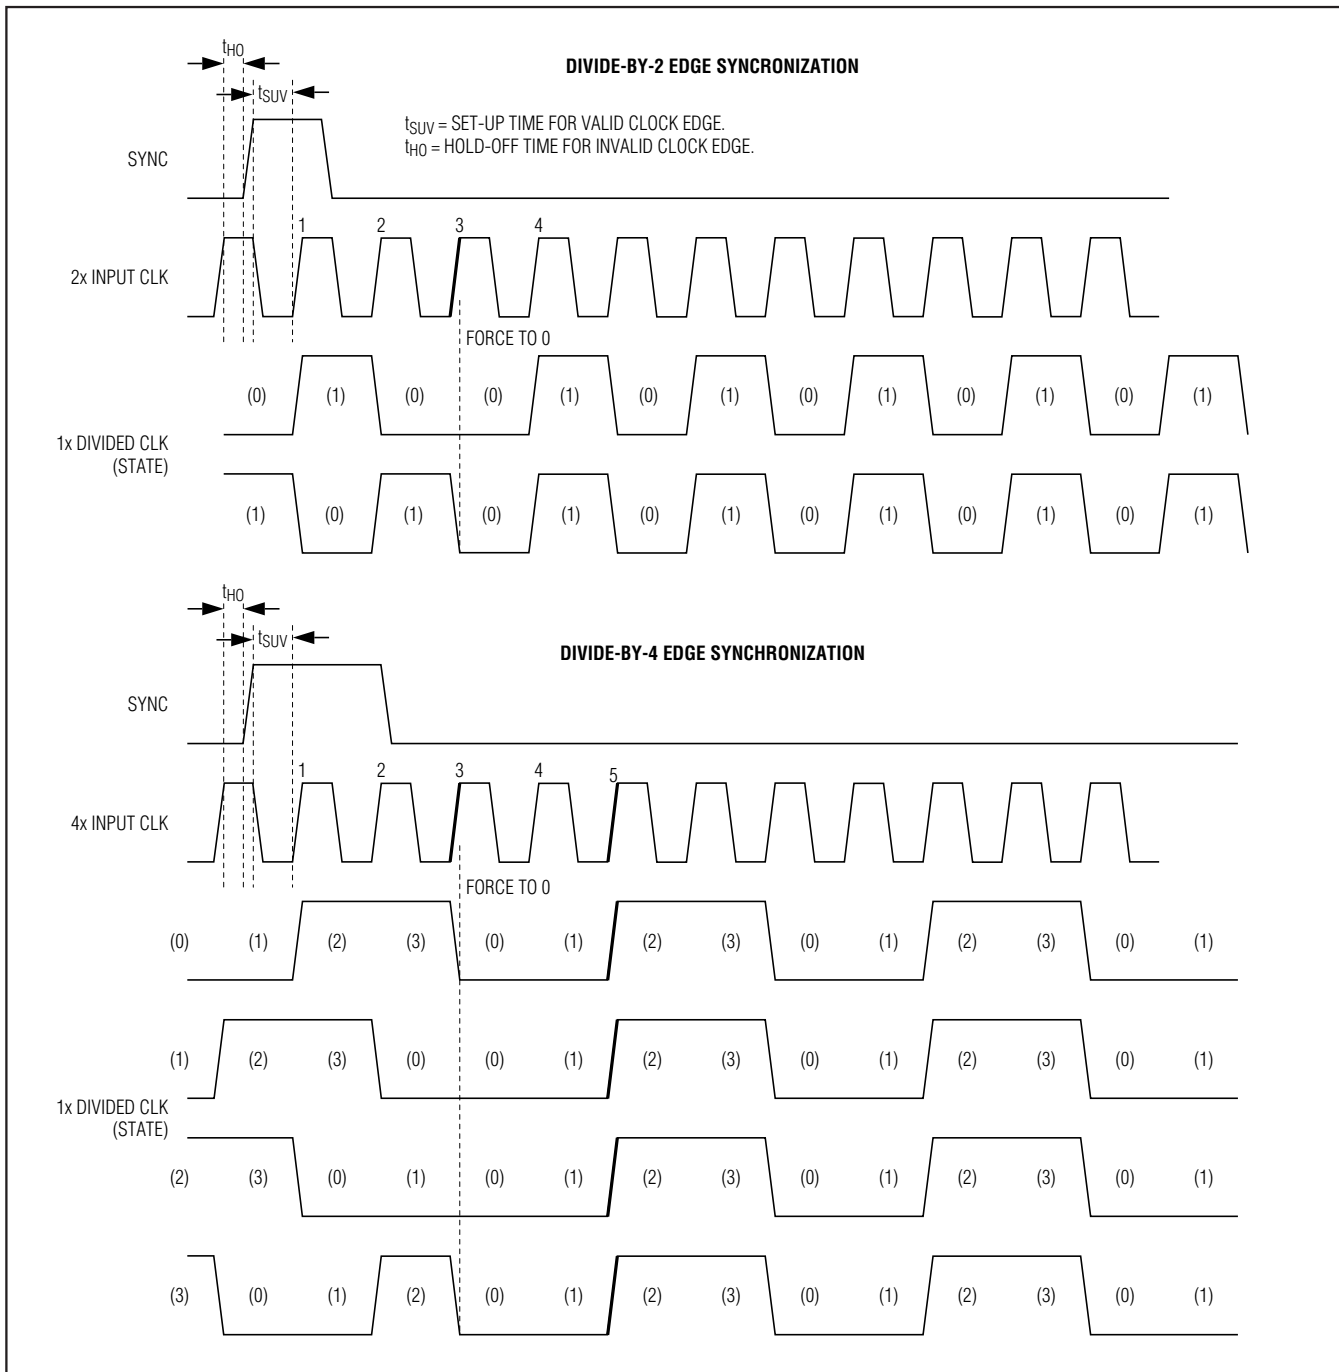 tHO
DIVIDE-BY-2 EDGE SYNCRONIZATION
tSUV
tSUV = SET-UP TIME FOR VALID CLOCK EDGE.
tHO = HOLD-OFF TIME FOR INVALID CLOCK EDGE.
SYNC
1 2 3 4
2x INPUT CLK
FORCE TO 0
(0) (1) (0) (0) (1) (0) (1) (0) (1) (0) (1) (0) (1)
1x DIVIDED CLK
(STATE)
(1) (0) (1) (0) (1) (0) (1) (0) (1) (0) (1) (0) (1)
tHO
tSUV
DIVIDE-BY-4 EDGE SYNCHRONIZATION
SYNC
1 2 3 4 5
4x INPUT CLK
FORCE TO 0
(0) (1) (2) (3) (0) (1) (2) (3) (0) (1) (2) (3) (0) (1)
(1) (2) (3) (0) (0) (1) (2) (3) (0) (1) (2) (3) (0) (1)
1x DIVIDED CLK
(STATE)
(2) (3) (0) (1) (0) (1) (2) (3) (0) (1) (2) (3) (0) (1)
(3) (0) (1) (2) (0) (1) (2) (3) (0) (1) (2) (3) (0) (1)